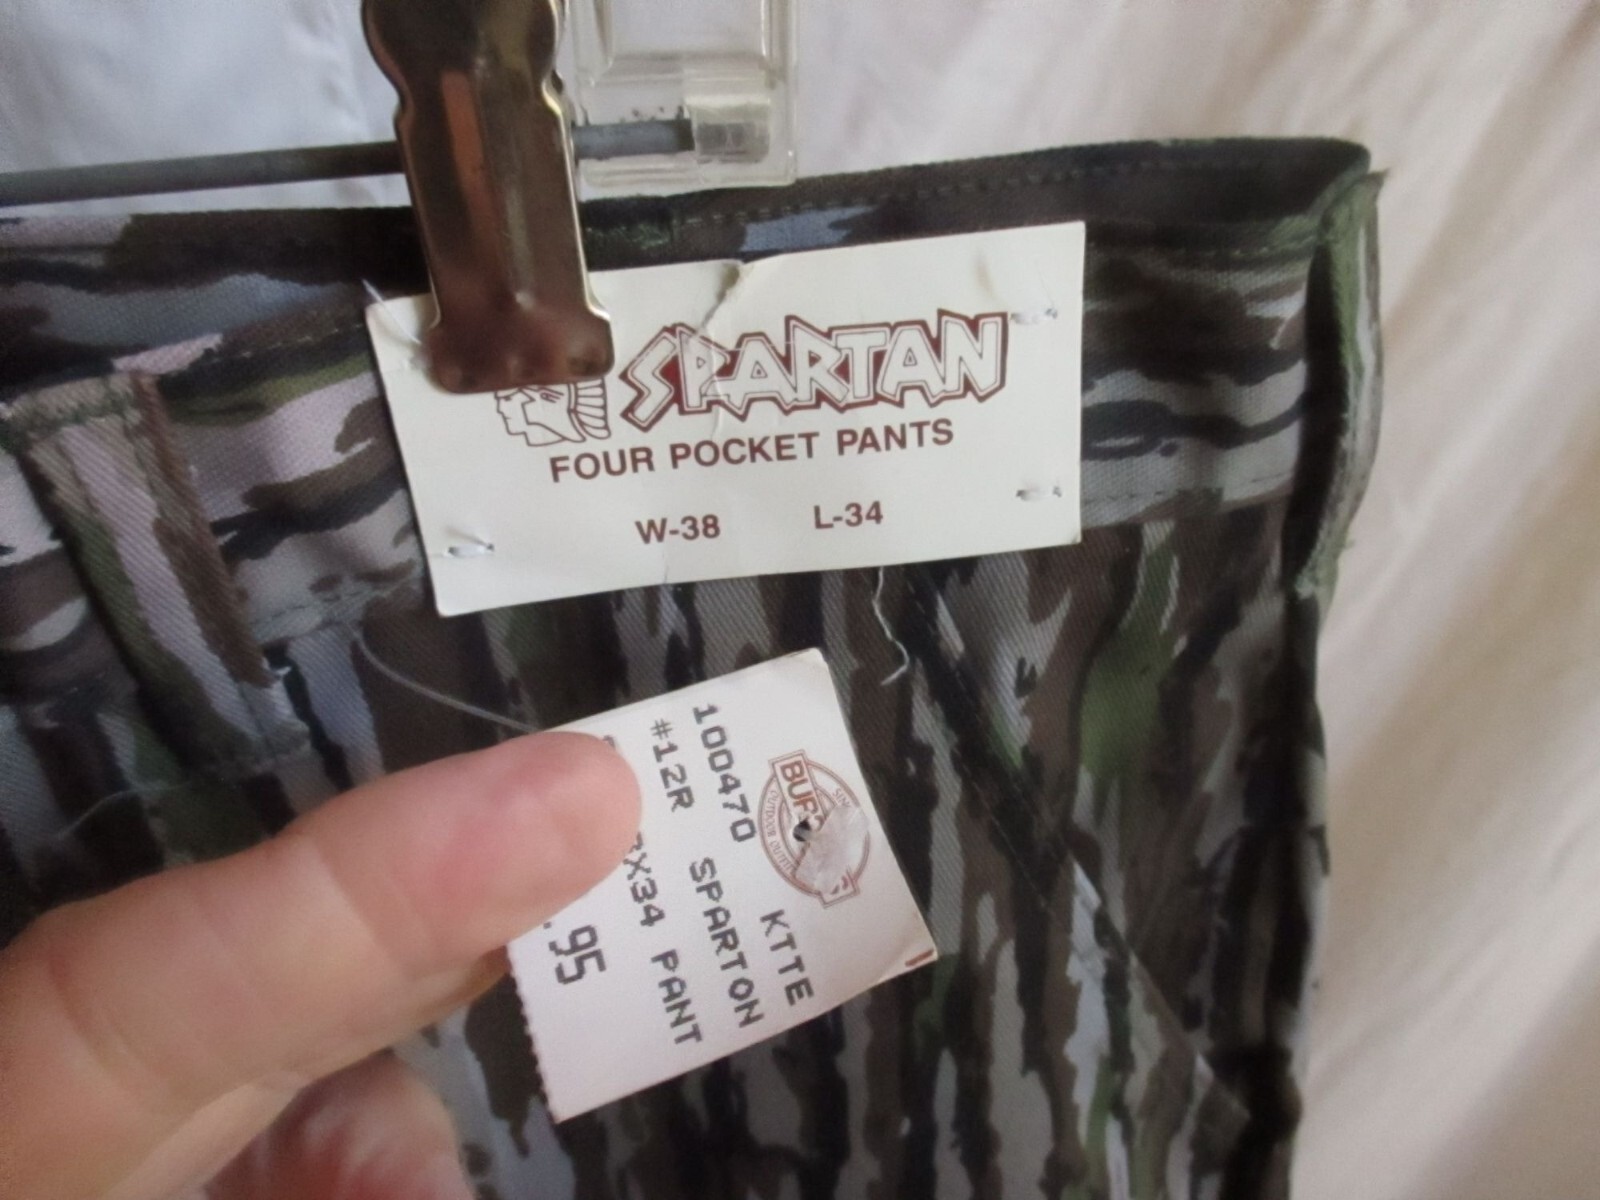 SPARTAN
FOUR POCKET PANTS
W-38 L-34
KTTE
100470 SPARTON
#12R X34 PANT
.95